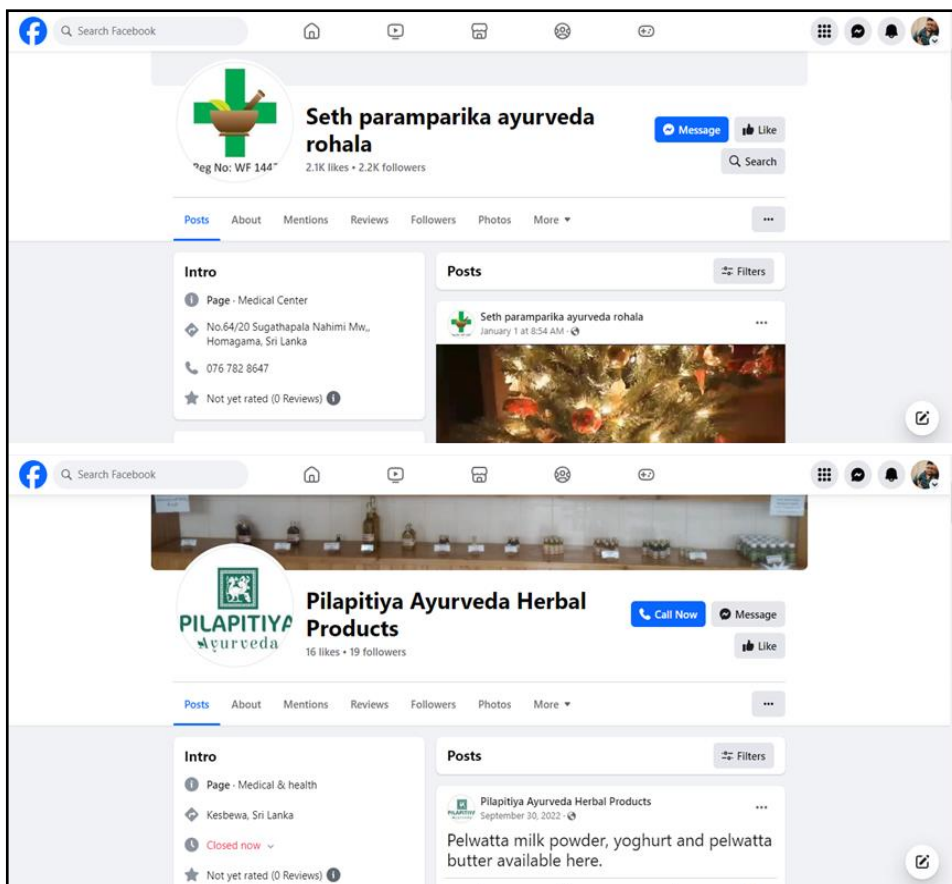 Search Facebook
Seth paramparika ayurveda
rohala
Message
Like
Reg No: WF 144
2.1K likes • 2.2K followers
Search
Posts About Mentions Reviews Followers Photos More
Intro
Page · Medical Center
No.64/20 Sugathapala Nahimi Mw,,
Homagama, Sri Lanka
076 782 8647
Not yet rated (0 Reviews)
Posts
Filters
Seth paramparika ayurveda rohala
January 1 at 8:54 AM
Search Facebook
PILAPITIYA
Ayurveda
Pilapitiya Ayurveda Herbal
Products
Call Now
Message
16 likes • 19 followers
Like
Posts About Mentions Reviews Followers Photos More
Intro
Page · Medical & health
Kesbewa, Sri Lanka
Closed now
Not yet rated (0 Reviews)
Posts
Filters
Pilapitiya Ayurveda Herbal Products
September 30, 2022
Pelwatta milk powder, yoghurt and pelwatta
butter available here.